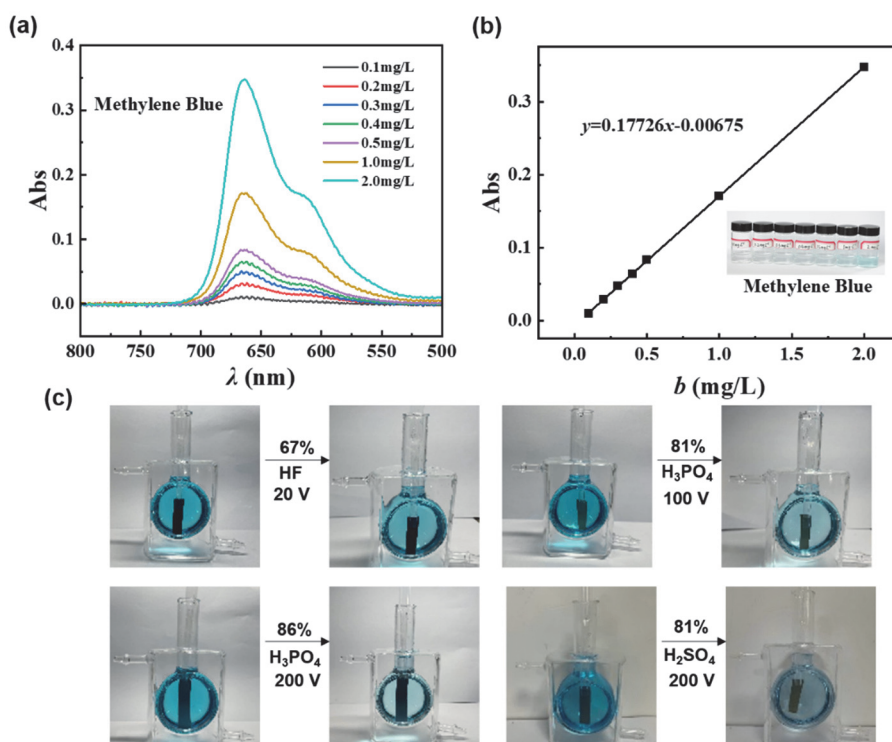 (a)
0.4
0.3
0.2
0.1
0.0
Abs
Methylene Blue
0.1mg/L
0.2mg/L
0.3mg/L
0.4mg/L
0.5mg/L
1.0mg/L
2.0mg/L
800 750 700 650 600 550 500
λ (nm)
(b)
0.3
0.2
0.1
0.0
Abs
y=0.17726x-0.00675
Methylene Blue
0.0 0.5 1.0 1.5 2.0
b (mg/L)
(c)
67%
HF
20 V
81%
H₃PO₄
100 V
86%
H₃PO₄
200 V
81%
H₂SO₄
200 V